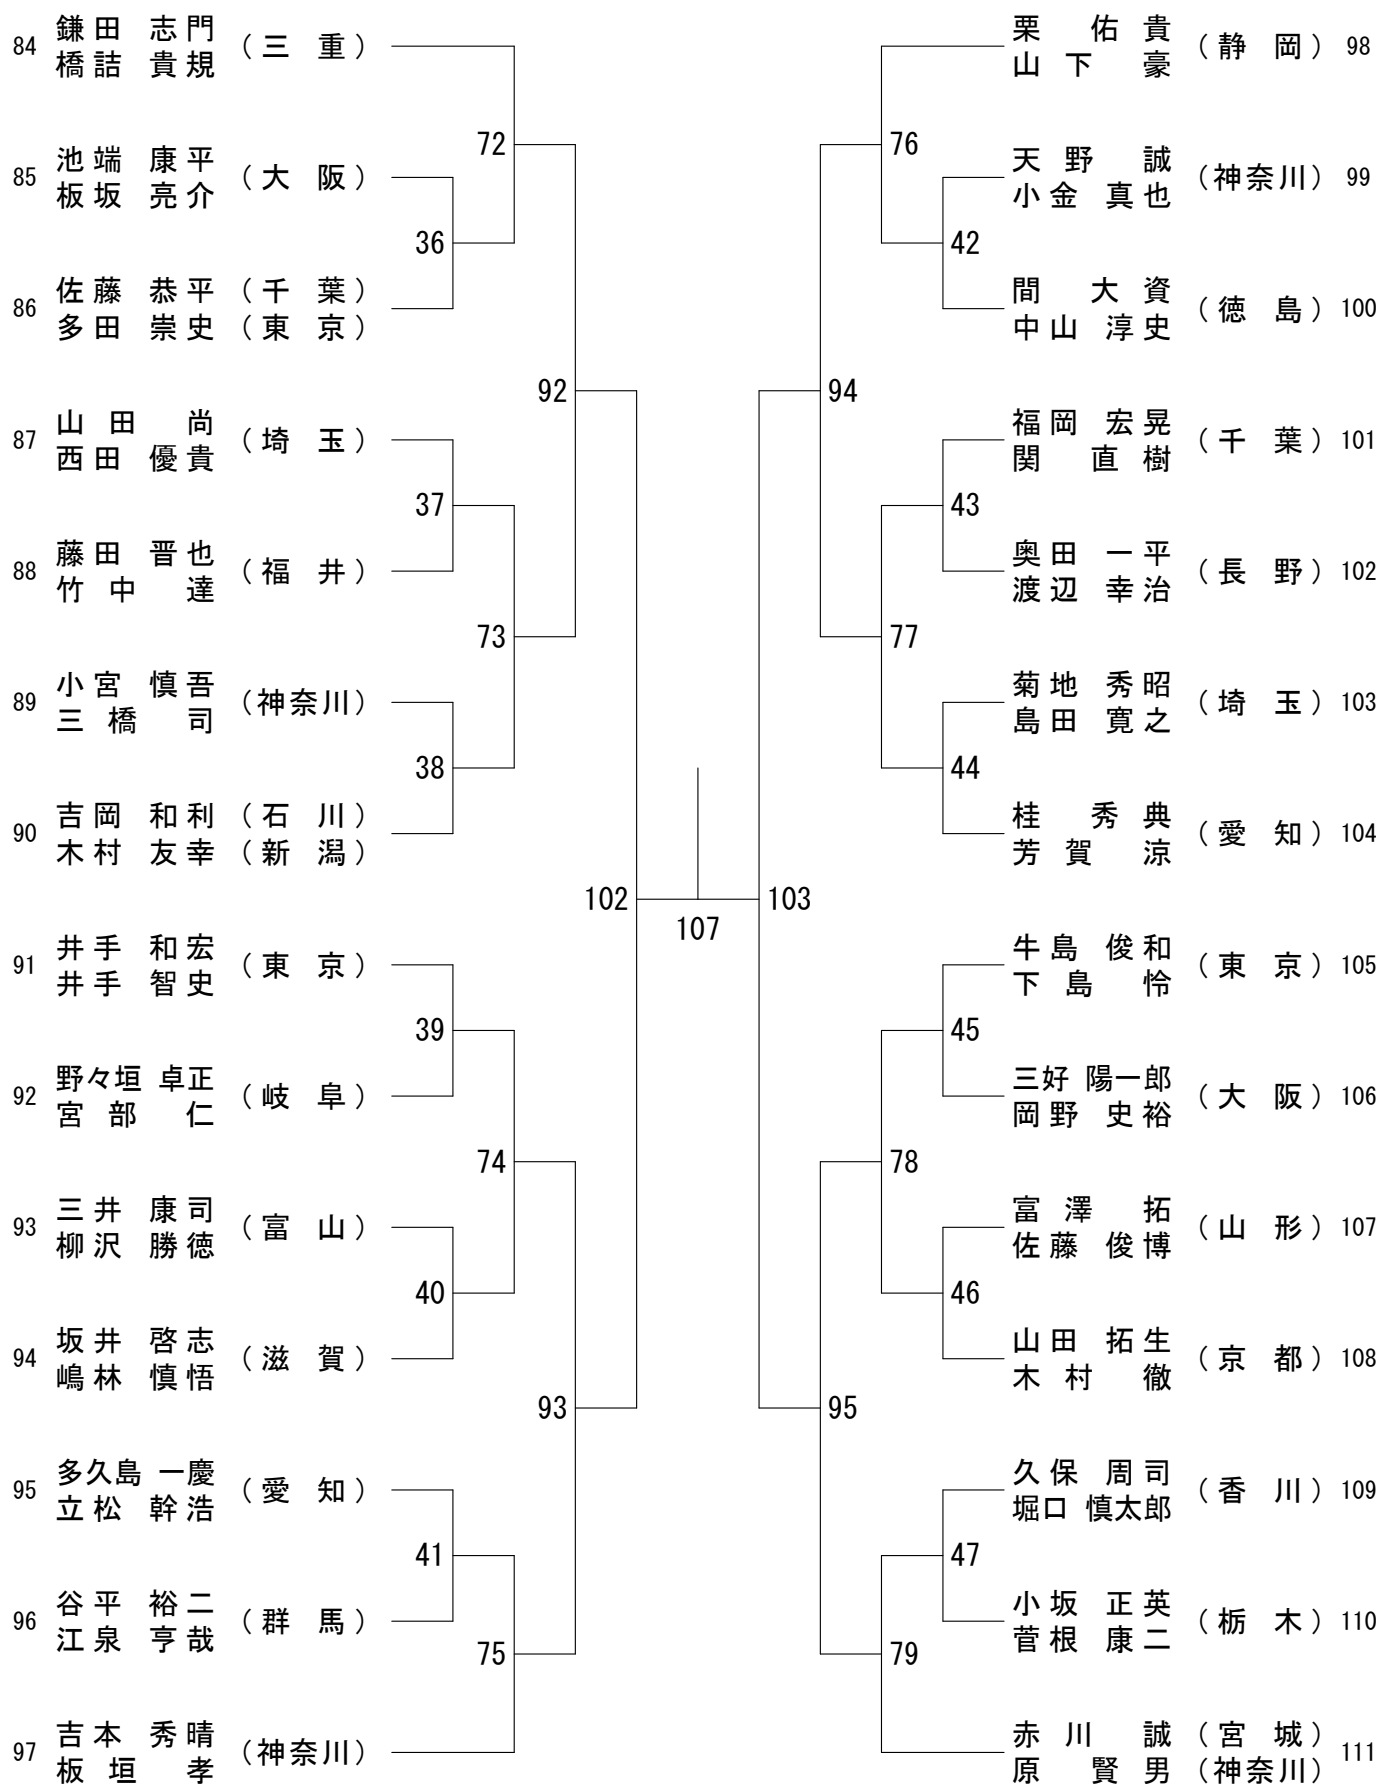 84 鎌田 志門 (三 重)
橋詰 貴規
72
85 池端 康平 (大 阪)
板坂 亮介
36
86 佐藤 恭平 (千 葉)
多田 崇史 (東 京)
92
87 山田 尚 (埼 玉)
西田 優貴
37
88 藤田 晋也 (福 井)
竹中 達
73
89 小宮 慎吾 (神奈川)
三橋 司
38
90 吉岡 和利 (石 川)
木村 友幸 (新 潟)
102
91 井手 和宏 (東 京)
井手 智史
39
92 野々垣 卓正 (岐 阜)
宮部 仁
74
93 三井 康司 (富 山)
柳沢 勝徳
40
94 坂井 啓志 (滋 賀)
嶋林 慎悟
93
95 多久島 一慶 (愛 知)
立松 幹浩
41
96 谷平 裕二 (群 馬)
江泉 亨哉
75
97 吉本 秀晴 (神奈川)
板垣 孝
107
栗 佑貴 (静 岡) 98
山下 豪
76
天野 誠 (神奈川) 99
小金 真也
42
間 大資 (徳 島) 100
中山 淳史
94
福岡 宏晃 (千 葉) 101
関 直樹
43
奥田 一平 (長 野) 102
渡辺 幸治
77
菊地 秀昭 (埼 玉) 103
島田 寛之
44
桂 秀典 (愛 知) 104
芳賀 涼
103
牛島 俊和 (東 京) 105
下島 怜
45
三好 陽一郎 (大 阪) 106
岡野 史裕
78
富澤 拓 (山 形) 107
佐藤 俊博
46
山田 拓生 (京 都) 108
木村 徹
95
久保 周司 (香 川) 109
堀口 慎太郎
47
小坂 正英 (栃 木) 110
菅根 康二
79
赤川 誠 (宮 城) 111
原 賢男 (神奈川)